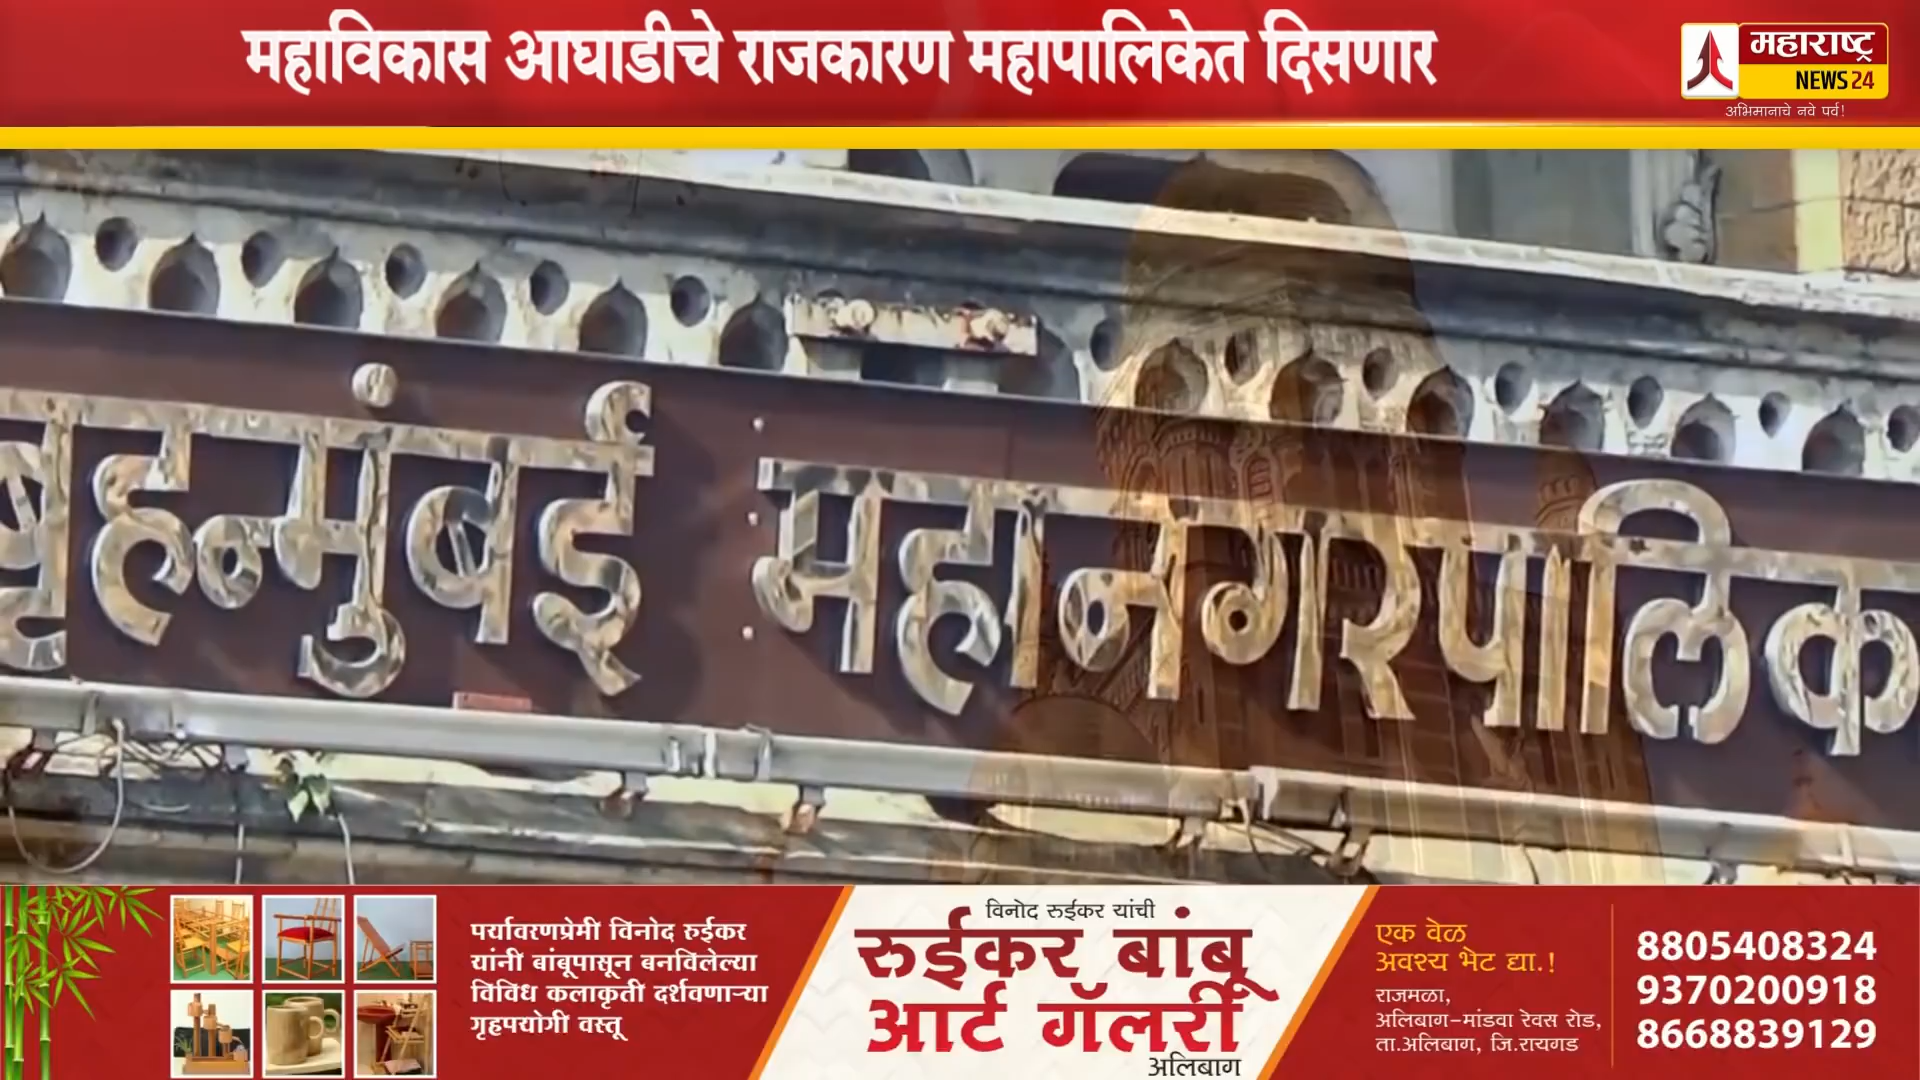 महाविकास आघाडीचे राजकारण महापालिकेत दिसणार
महाराष्ट्र
NEWS 24
अभिमानाचे नवे पर्व!
बृहन्मुंबई महानगरपालिक
पर्यावरणप्रेमी विनोद रुईकर
यांनी बांबूपासून बनविलेल्या
विविध कलाकृती दर्शवणाऱ्या
गृहपयोगी वस्तू
विनोद रुईकर यांची
रुईकर बांबू
आर्ट गॅलरी
अलिबाग
एक वेळ
अवश्य भेट द्या.!
राजमळा,
अलिबाग-मांडवा रेवस रोड,
ता.अलिबाग, जि.रायगड
8805408324
9370200918
8668839129